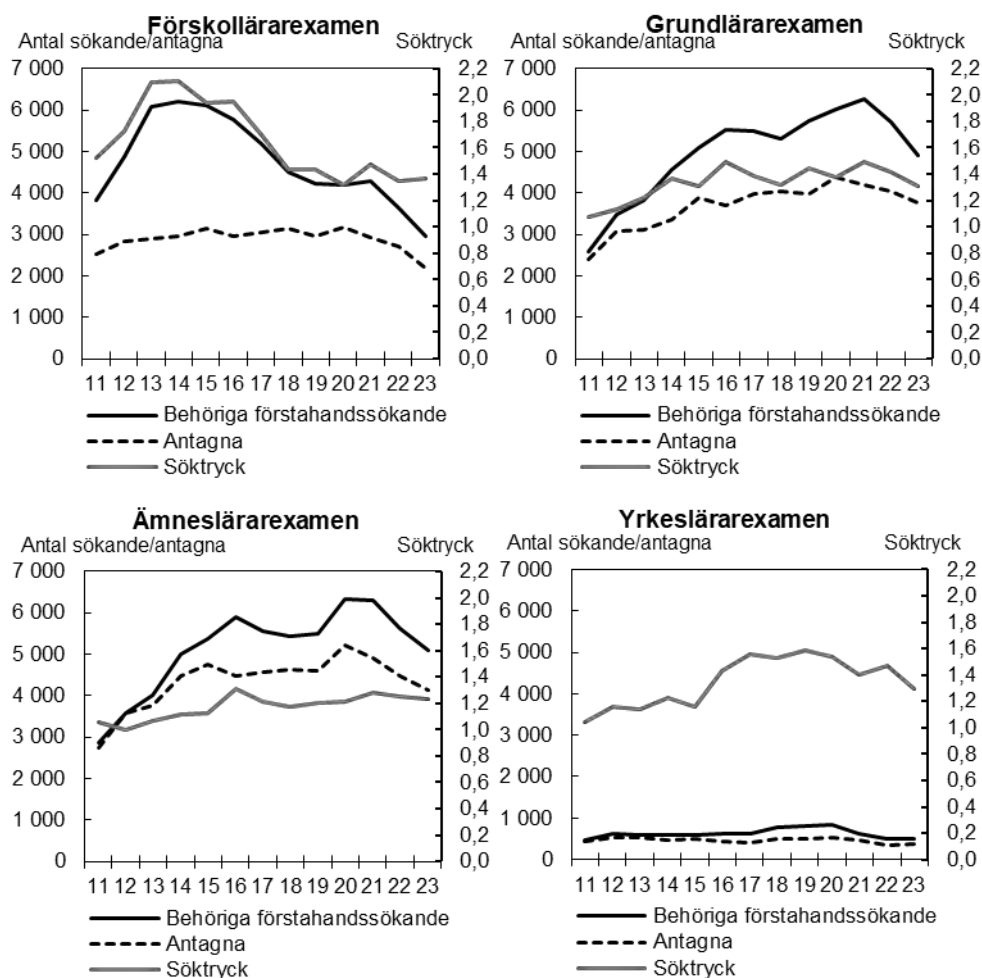 Förskollärarexamen
Antal sökande/antagna Söktryck
7 000 2,2
6 000 2,0
5 000 1,8
4 000 1,6
3 000 1,4
2 000 1,2
1 000 1,0
0 0,8
0,6
0,4
0,2
0,0
11 12 13 14 15 16 17 18 19 20 21 22 23
Behöriga förstahandssökande
Antagna
Söktryck
Grundlärarexamen
Antal sökande/antagna Söktryck
7 000 2,2
6 000 2,0
5 000 1,8
4 000 1,6
3 000 1,4
2 000 1,2
1 000 1,0
0 0,8
0,6
0,4
0,2
0,0
11 12 13 14 15 16 17 18 19 20 21 22 23
Behöriga förstahandssökande
Antagna
Söktryck
Ämneslärarexamen
Antal sökande/antagna Söktryck
7 000 2,2
6 000 2,0
5 000 1,8
4 000 1,6
3 000 1,4
2 000 1,2
1 000 1,0
0 0,8
0,6
0,4
0,2
0,0
11 12 13 14 15 16 17 18 19 20 21 22 23
Behöriga förstahandssökande
Antagna
Söktryck
Yrkeslärarexamen
Antal sökande/antagna Söktryck
7 000 2,2
6 000 2,0
5 000 1,8
4 000 1,6
3 000 1,4
2 000 1,2
1 000 1,0
0 0,8
0,6
0,4
0,2
0,0
11 12 13 14 15 16 17 18 19 20 21 22 23
Behöriga förstahandssökande
Antagna
Söktryck